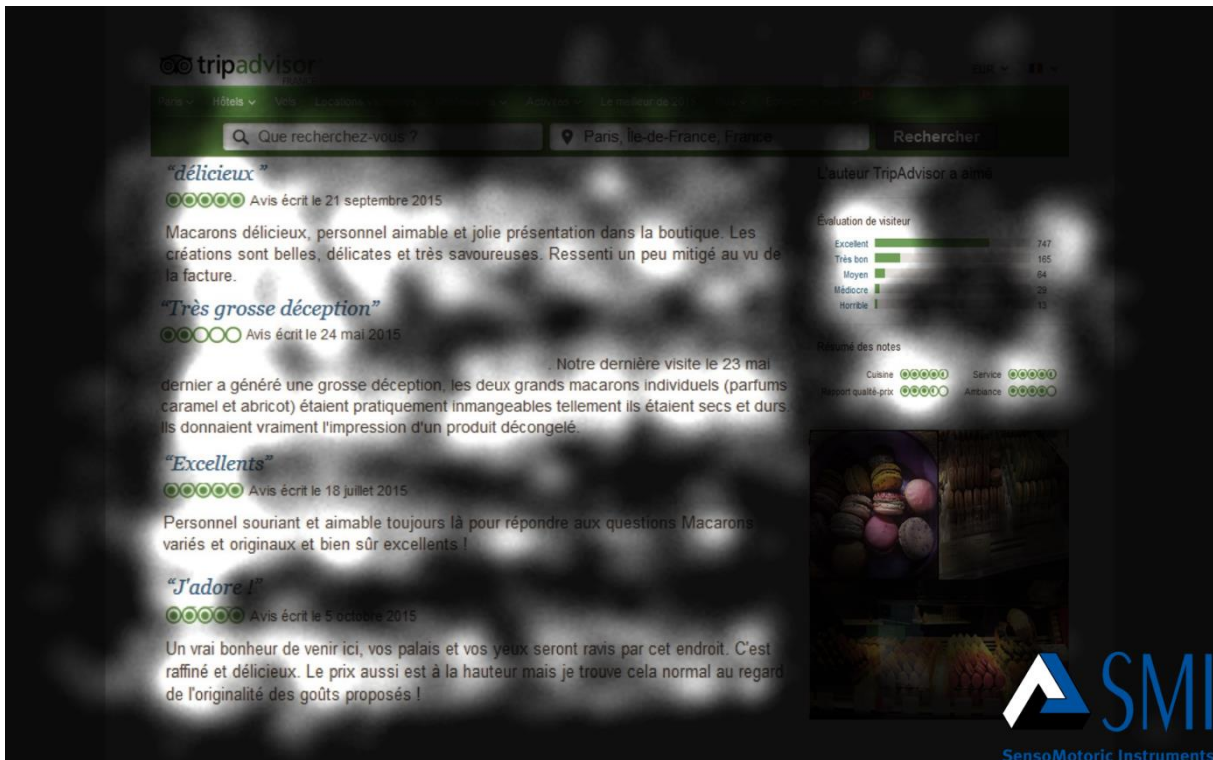 tripadvisor
FRANCE
EUR
Paris Hôtels Vols Locations Activités Le meilleur de
Que recherchez-vous ? Paris, Île-de-France, France Rechercher
“délicieux ”
Avis écrit le 21 septembre 2015
Macarons délicieux, personnel aimable et jolie présentation dans la boutique. Les
créations sont belles, délicates et très savoureuses. Ressenti un peu mitigé au vu de
la facture.
“Très grosse déception”
Avis écrit le 24 mai 2015
. Notre dernière visite le 23 mai
dernier a généré une grosse déception, les deux grands macarons individuels (parfums
caramel et abricot) étaient pratiquement inmangeables tellement ils étaient secs et durs.
Ils donnaient vraiment l'impression d'un produit décongelé.
“Excellents”
Avis écrit le 18 juillet 2015
Personnel souriant et aimable toujours là pour répondre aux questions Macarons
variés et originaux et bien sûr excellents !
“J'adore !”
Avis écrit le 5 octobre 2015
Un vrai bonheur de venir ici, vos palais et vos yeux seront ravis par cet endroit. C'est
raffiné et délicieux. Le prix aussi est à la hauteur mais je trouve cela normal au regard
de l'originalité des goûts proposés !
L'auteur TripAdvisor a aimé
Évaluation de visiteur
Excellent 747
Très bon 165
Moyen 64
Médiocre 29
Horrible 13
Résumé des notes
Cuisine Service
Rapport qualité-prix Ambiance
SMI
SensoMotoric Instruments